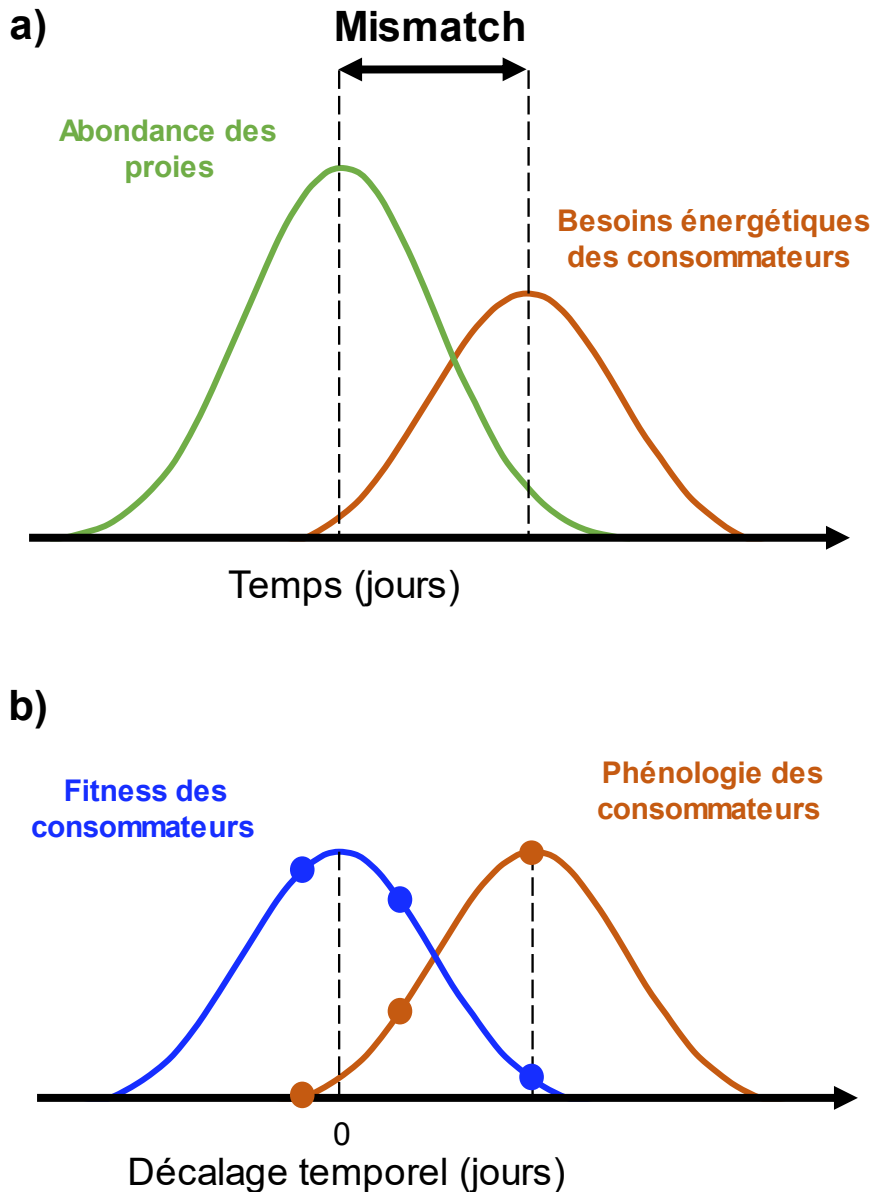 a)
Mismatch
Abondance des
proies
Besoins énergétiques
des consommateurs
Temps (jours)
b)
Fitness des
consommateurs
Phénologie des
consommateurs
0
Décalage temporel (jours)